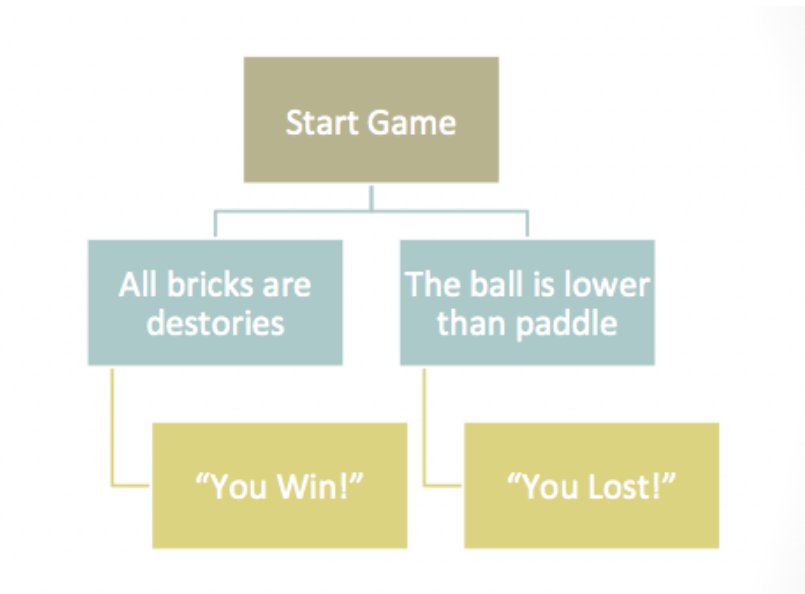 Start Game
All bricks are
destories
The ball is lower
than paddle
“You Win!”
“You Lost!”